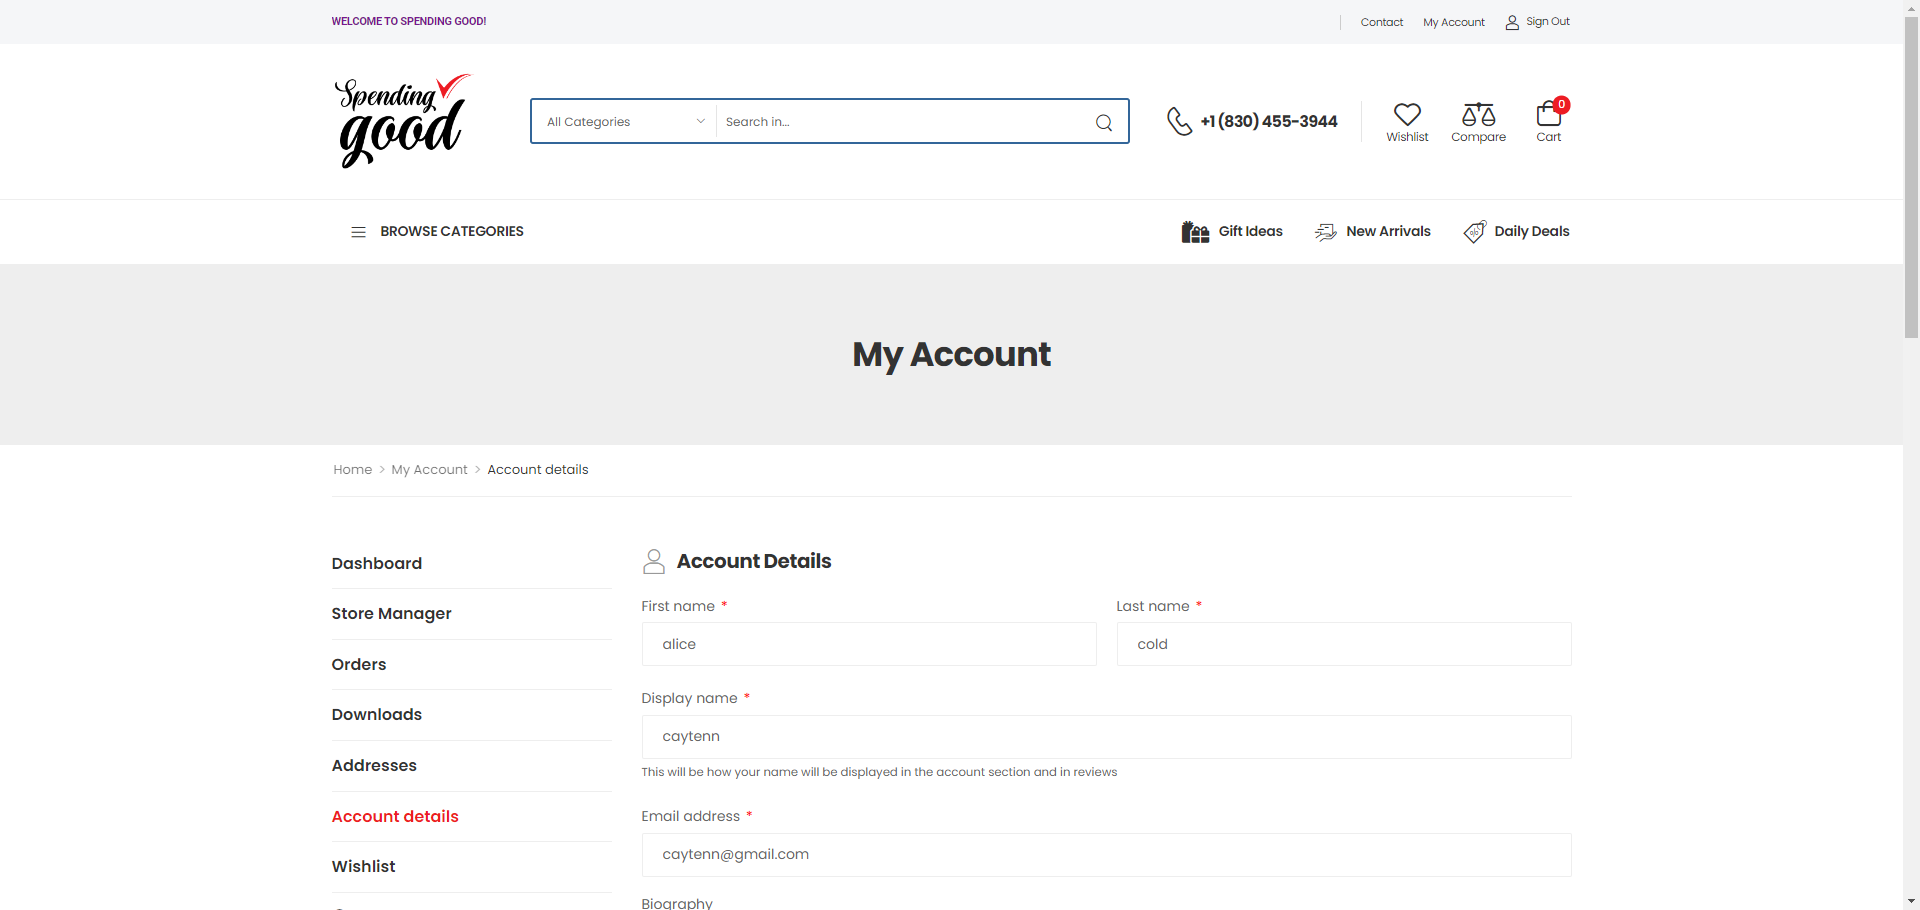 WELCOME TO SPENDING GOOD!
Contact My Account Sign Out
Spending good
All Categories Search in...
+1 (830) 455-3944
Wishlist Compare 0 Cart
BROWSE CATEGORIES
Gift Ideas New Arrivals Daily Deals
My Account
Home > My Account > Account details
Dashboard
Store Manager
Orders
Downloads
Addresses
Account details
Wishlist
Account Details
First name * Last name *
alice cold
Display name *
caytenn
This will be how your name will be displayed in the account section and in reviews
Email address *
caytenn@gmail.com
Biography